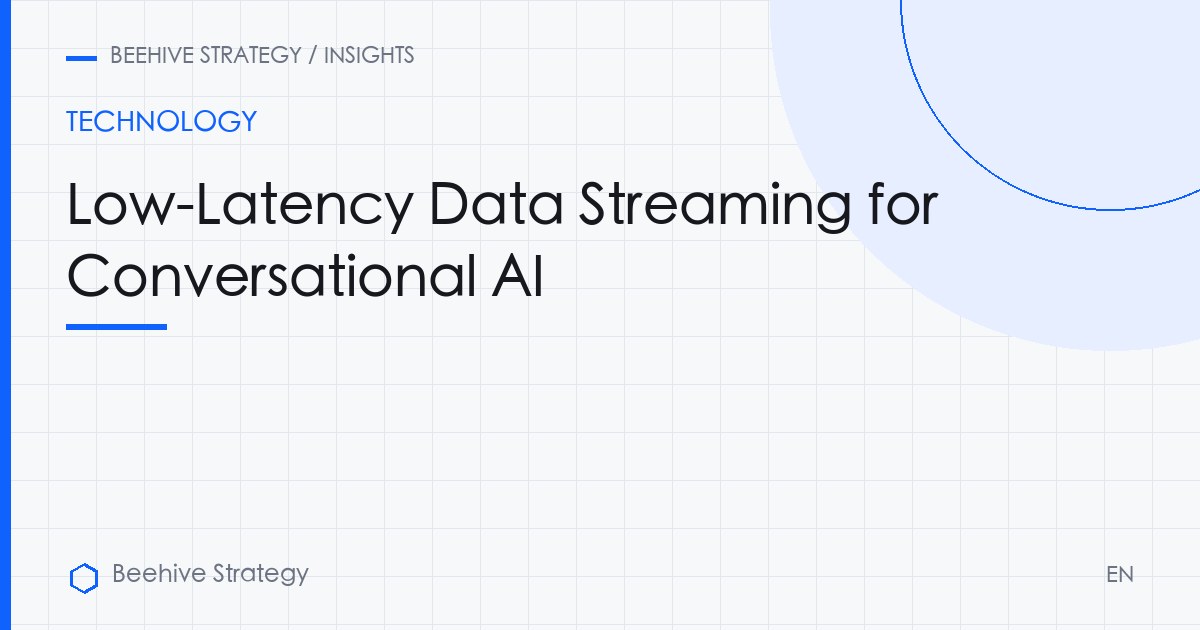 BEEHIVE STRATEGY / INSIGHTS
TECHNOLOGY
Low-Latency Data Streaming for
Conversational AI
Beehive Strategy
EN